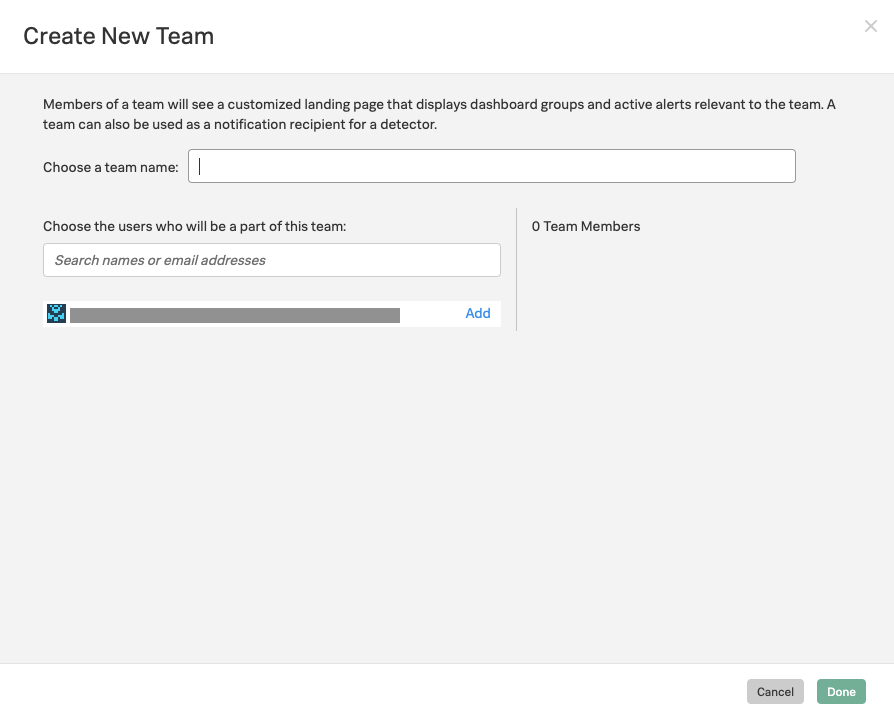 Create New Team
Members of a team will see a customized landing page that displays dashboard groups and active alerts relevant to the team. A
team can also be used as a notification recipient for a detector.
Choose a team name:
Choose the users who will be a part of this team:
0 Team Members
Search names or email addresses
Add
Cancel
Done